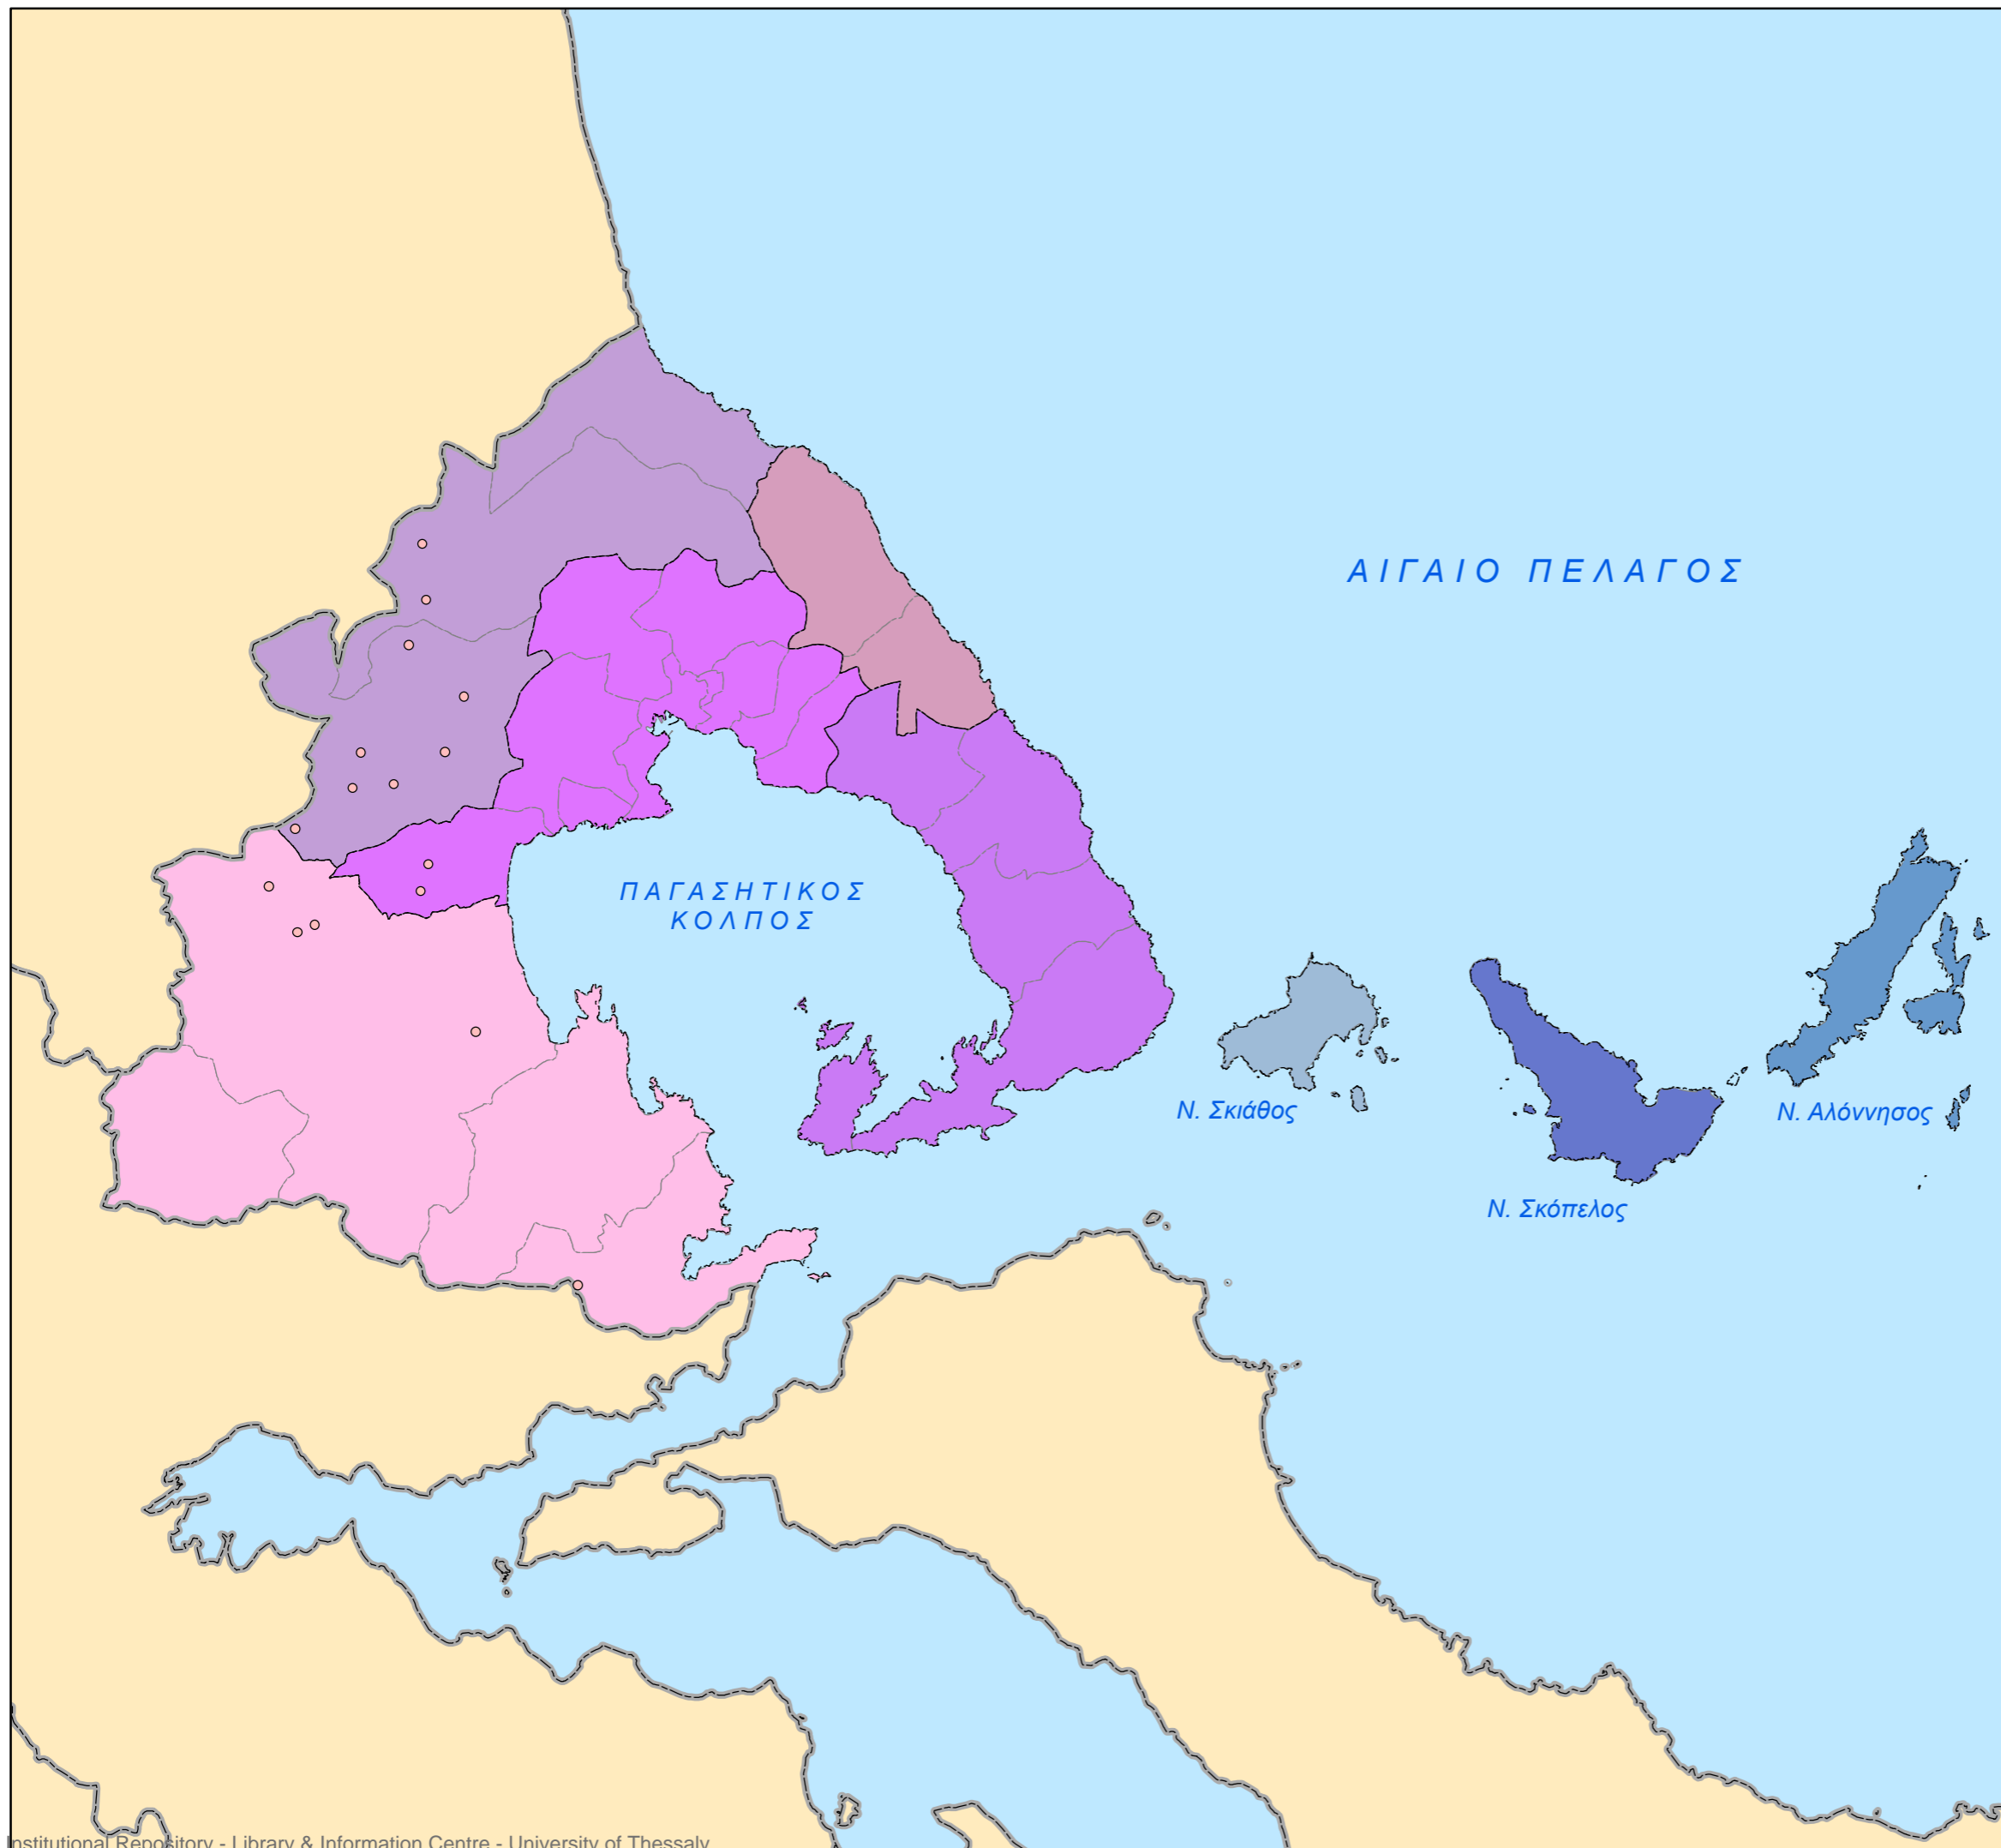 ΑΙΓΑΙΟ ΠΕΛΑΓΟΣ
ΠΑΓΑΣΗΤΙΚΟΣ
ΚΟΛΠΟΣ
Ν. Σκιάθος
Ν. Αλόννησος
Ν. Σκόπελος
Institutional Repository - Library & Information Centre - University of Thessaly